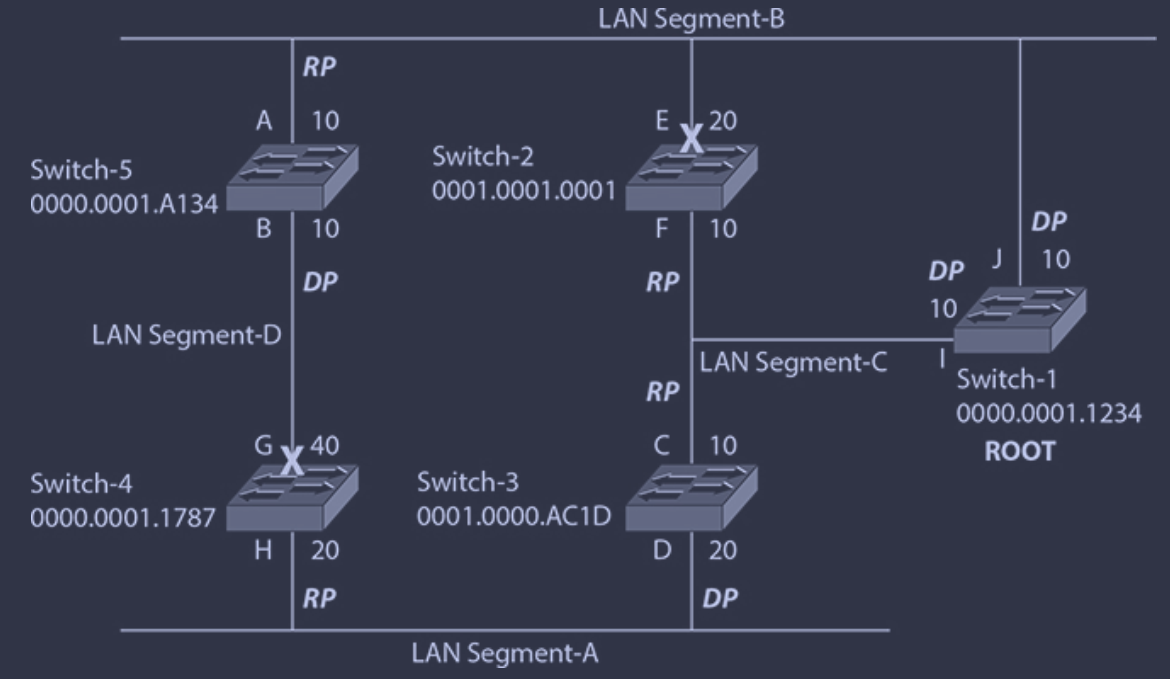 LAN Segment-B
RP
A 10
E X 20
Switch-5
0000.0001.A134
Switch-2
0001.0001.0001
B 10
F 10
DP
J 10
DP
DP
10
RP
LAN Segment-D
LAN Segment-C
I
Switch-1
0000.0001.1234
ROOT
RP
G X 40
C 10
Switch-4
0000.0001.1787
Switch-3
0001.0000.AC1D
H 20
D 20
RP
DP
LAN Segment-A